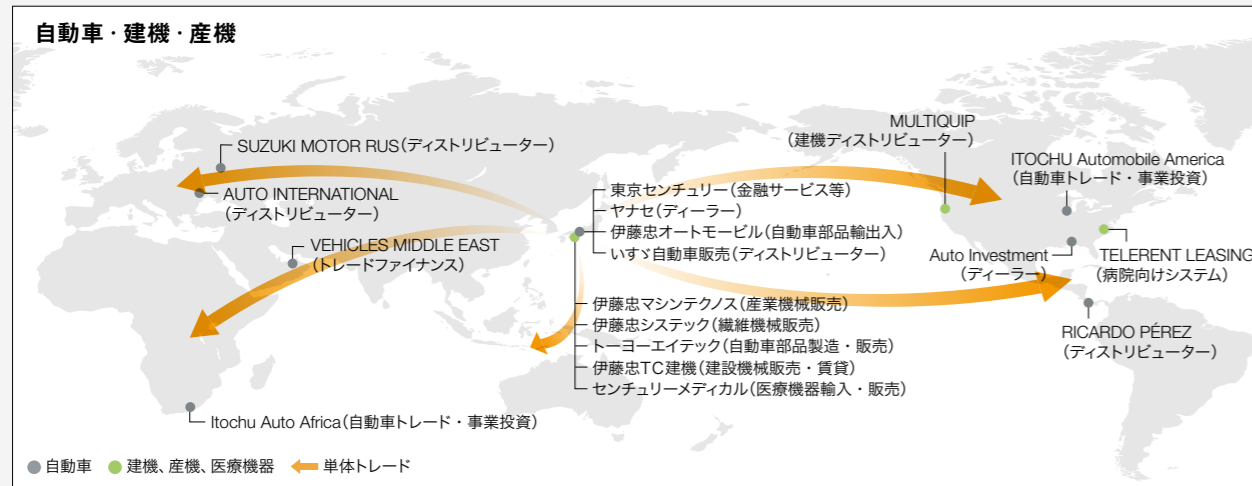 自動車・建機・産機
SUZUKI MOTOR RUS（ディストリビューター）
AUTO INTERNATIONAL
（ディストリビューター）
VEHICLES MIDDLE EAST
（トレードファイナンス）
Itochu Auto Africa（自動車トレード・事業投資）
東京センチュリー（金融サービス等）
ヤナセ（ディーラー）
伊藤忠オートモービル（自動車部品輸出入）
いすゞ自動車販売（ディストリビューター）
伊藤忠マシンテクノス（産業機械販売）
伊藤忠システック（繊維機械販売）
トーヨーエイテック（自動車部品製造・販売）
伊藤忠TC建機（建設機械販売・賃貸）
センチュリーメディカル（医療機器輸入・販売）
MULTIQUIP
（建機ディストリビューター）
ITOCHU Automobile America
（自動車トレード・事業投資）
Auto Investment
（ディーラー）
TELERENT LEASING
（病院向けシステム）
RICARDO PÉREZ
（ディストリビューター）
自動車
建機、産機、医療機器
単体トレード